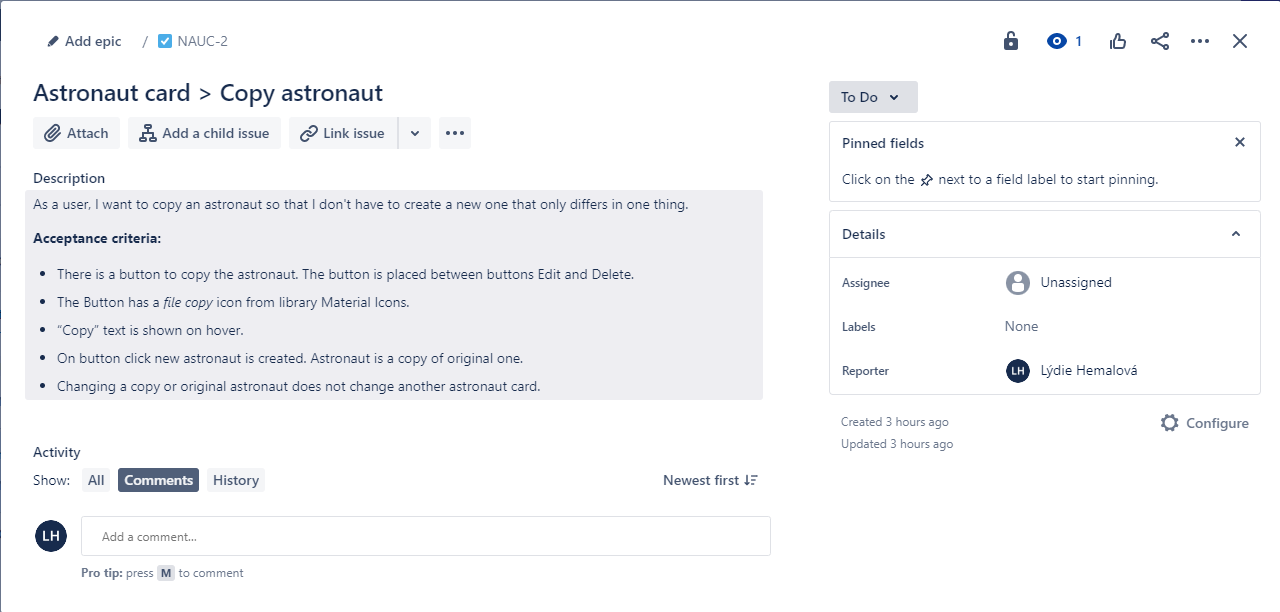 Add epic / NAUC-2
1
Astronaut card > Copy astronaut
Attach Add a child issue Link issue
Description
As a user, I want to copy an astronaut so that I don't have to create a new one that only differs in one thing.
Acceptance criteria:
• There is a button to copy the astronaut. The button is placed between buttons Edit and Delete.
• The Button has a file copy icon from library Material Icons.
• “Copy” text is shown on hover.
• On button click new astronaut is created. Astronaut is a copy of original one.
• Changing a copy or original astronaut does not change another astronaut card.
Activity
Show: All Comments History Newest first
LH Add a comment...
Pro tip: press M to comment
To Do
Pinned fields
Click on the next to a field label to start pinning.
Details
Assignee Unassigned
Labels None
Reporter LH Lýdie Hemalová
Created 3 hours ago Configure
Updated 3 hours ago